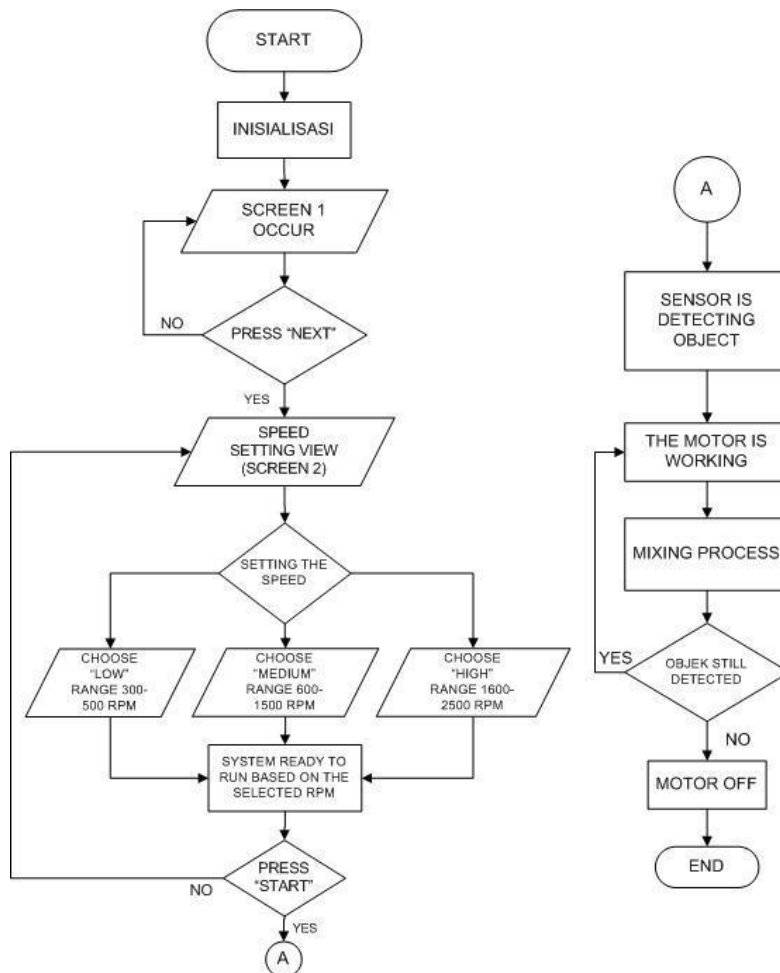 START
INISIALISASI
SCREEN 1
OCCUR
NO
PRESS “NEXT”
YES
SPEED
SETTING VIEW
(SCREEN 2)
SETTING THE
SPEED
CHOOSE
“LOW”
RANGE 300-
500 RPM
CHOOSE
“MEDIUM”
RANGE 600-
1500 RPM
CHOOSE
“HIGH”
RANGE 1600-
2500 RPM
SYSTEM READY TO
RUN BASED ON THE
SELECTED RPM
NO
PRESS
“START”
YES
A
A
SENSOR IS
DETECTING
OBJECT
THE MOTOR IS
WORKING
MIXING PROCESS
YES
OBJEK STILL
DETECTED
NO
MOTOR OFF
END